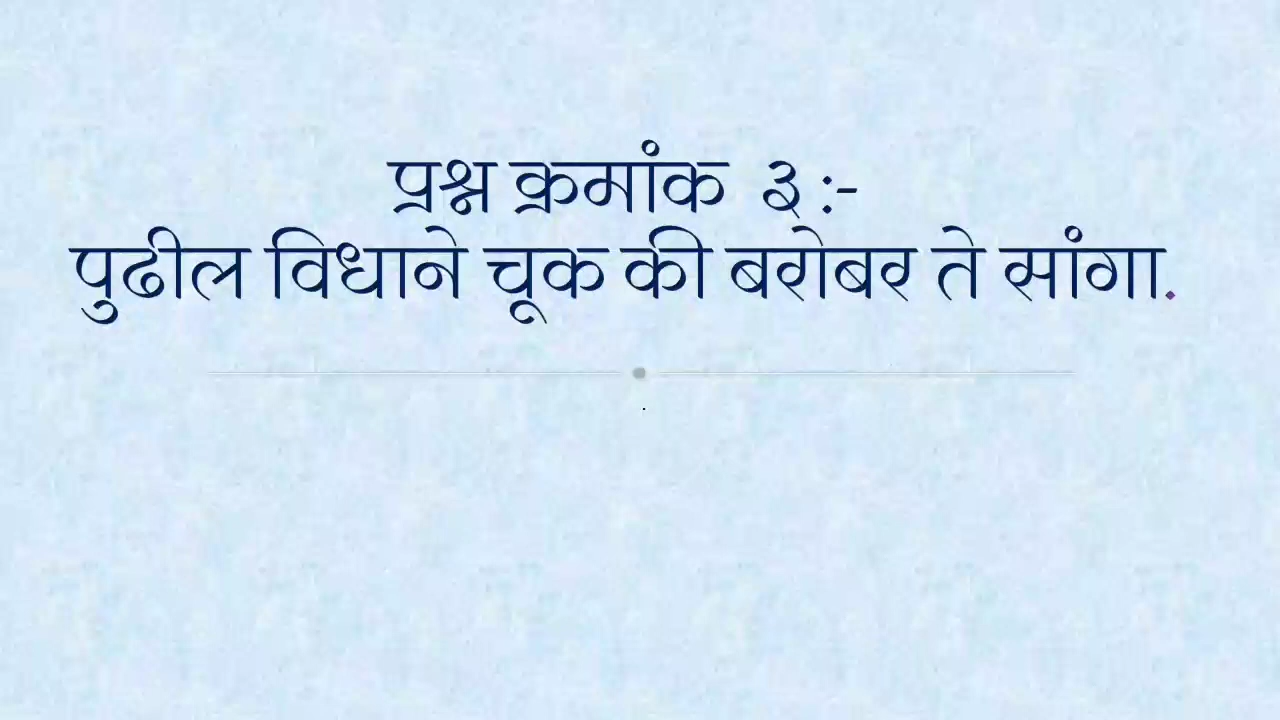 प्रश्न क्रमांक ३ :-
पुढील विधाने चूक की बरोबर ते सांगा.
.